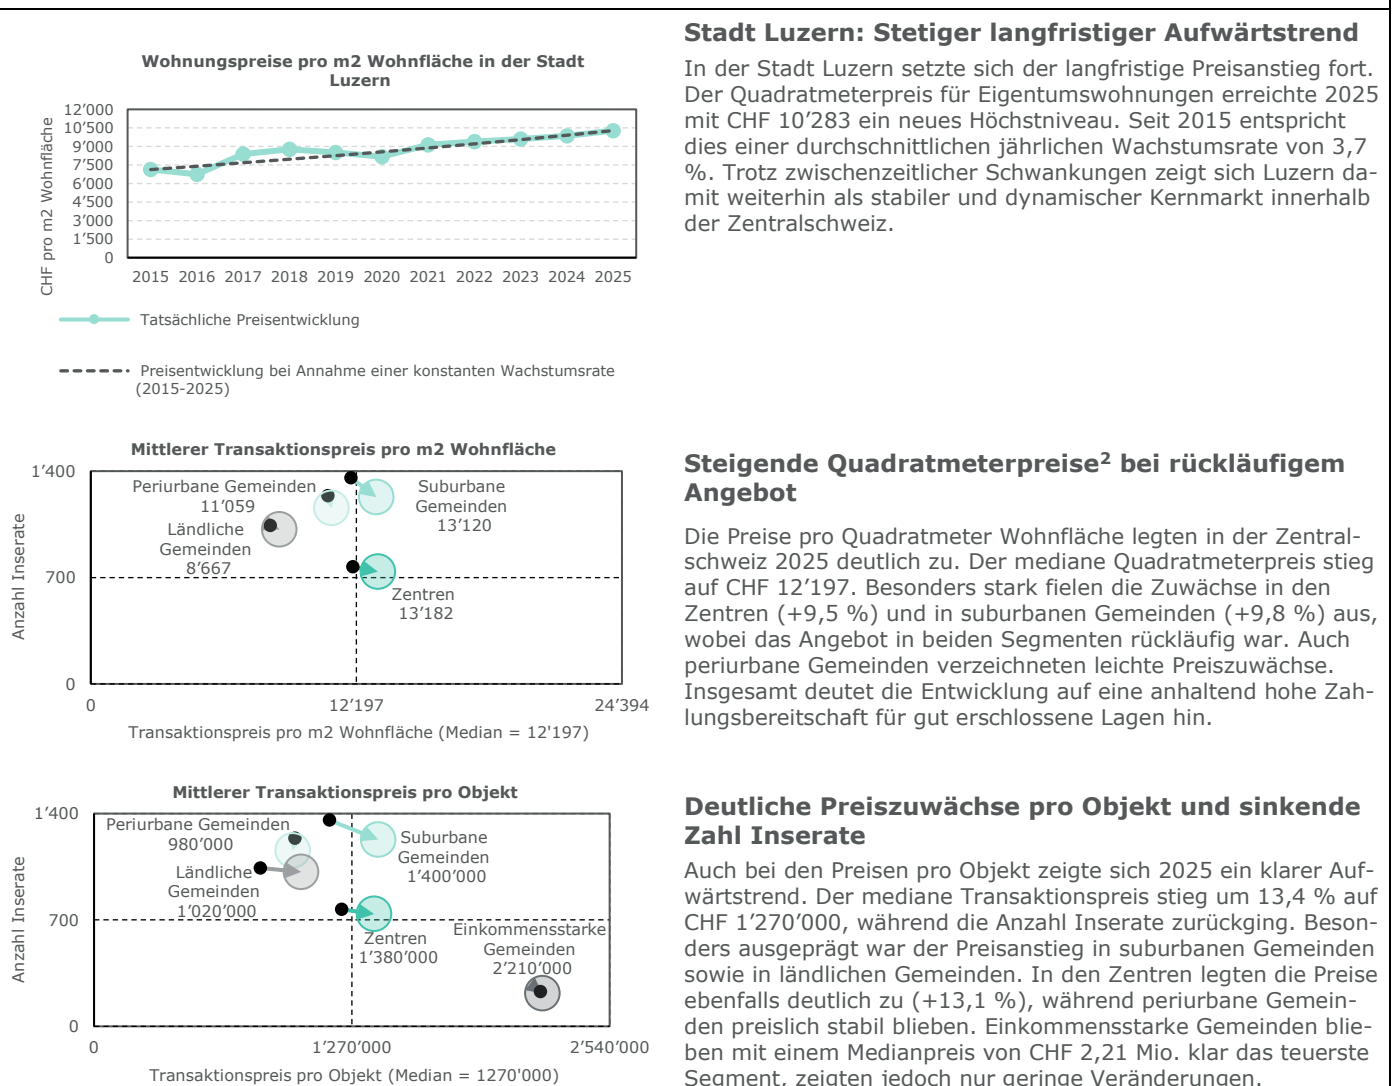 Wohnungspreise pro m2 Wohnfläche in der Stadt
Luzern
CHF pro m2 Wohnfläche
12’000
10’500
9’000
7’500
6’000
4’500
3’000
1’500
0
2015 2016 2017 2018 2019 2020 2021 2022 2023 2024 2025
Tatsächliche Preisentwicklung
Preisentwicklung bei Annahme einer konstanten Wachstumsrate
(2015-2025)
Stadt Luzern: Stetiger langfristiger Aufwärtstrend
In der Stadt Luzern setzte sich der langfristige Preisanstieg fort.
Der Quadratmeterpreis für Eigentumswohnungen erreichte 2025
mit CHF 10’283 ein neues Höchstniveau. Seit 2015 entspricht
dies einer durchschnittlichen jährlichen Wachstumsrate von 3,7
%. Trotz zwischenzeitlicher Schwankungen zeigt sich Luzern da-
mit weiterhin als stabiler und dynamischer Kernmarkt innerhalb
der Zentralschweiz.
Mittlerer Transaktionspreis pro m2 Wohnfläche
Anzahl Inserate
1’400
700
0
Periurbane Gemeinden
11’059
Ländliche
Gemeinden
8’667
Suburbane
Gemeinden
13’120
Zentren
13’182
0
12’197
24’394
Transaktionspreis pro m2 Wohnfläche (Median = 12'197)
Steigende Quadratmeterpreise² bei rückläufigem
Angebot
Die Preise pro Quadratmeter Wohnfläche legten in der Zentral-
schweiz 2025 deutlich zu. Der mediane Quadratmeterpreis stieg
auf CHF 12’197. Besonders stark fielen die Zuwächse in den
Zentren (+9,5 %) und in suburbanen Gemeinden (+9,8 %) aus,
wobei das Angebot in beiden Segmenten rückläufig war. Auch
periurbane Gemeinden verzeichneten leichte Preiszuwächse.
Insgesamt deutet die Entwicklung auf eine anhaltend hohe Zah-
lungsbereitschaft für gut erschlossene Lagen hin.
Mittlerer Transaktionspreis pro Objekt
Anzahl Inserate
1’400
700
0
Periurbane Gemeinden
980’000
Ländliche
Gemeinden
1’020’000
Suburbane
Gemeinden
1’400’000
Zentren
1’380’000
Einkommensstarke
Gemeinden
2’210’000
0
1’270’000
2’540’000
Transaktionspreis pro Objekt (Median = 1270'000)
Deutliche Preiszuwächse pro Objekt und sinkende
Zahl Inserate
Auch bei den Preisen pro Objekt zeigte sich 2025 ein klarer Auf-
wärtstrend. Der mediane Transaktionspreis stieg um 13,4 % auf
CHF 1’270’000, während die Anzahl Inserate zurückging. Beson-
ders ausgeprägt war der Preisanstieg in suburbanen Gemeinden
sowie in ländlichen Gemeinden. In den Zentren legten die Preise
ebenfalls deutlich zu (+13,1 %), während periurbane Gemein-
den preislich stabil blieben. Einkommensstarke Gemeinden blie-
ben mit einem Medianpreis von CHF 2,21 Mio. klar das teuerste
Segment, zeigten jedoch nur geringe Veränderungen.